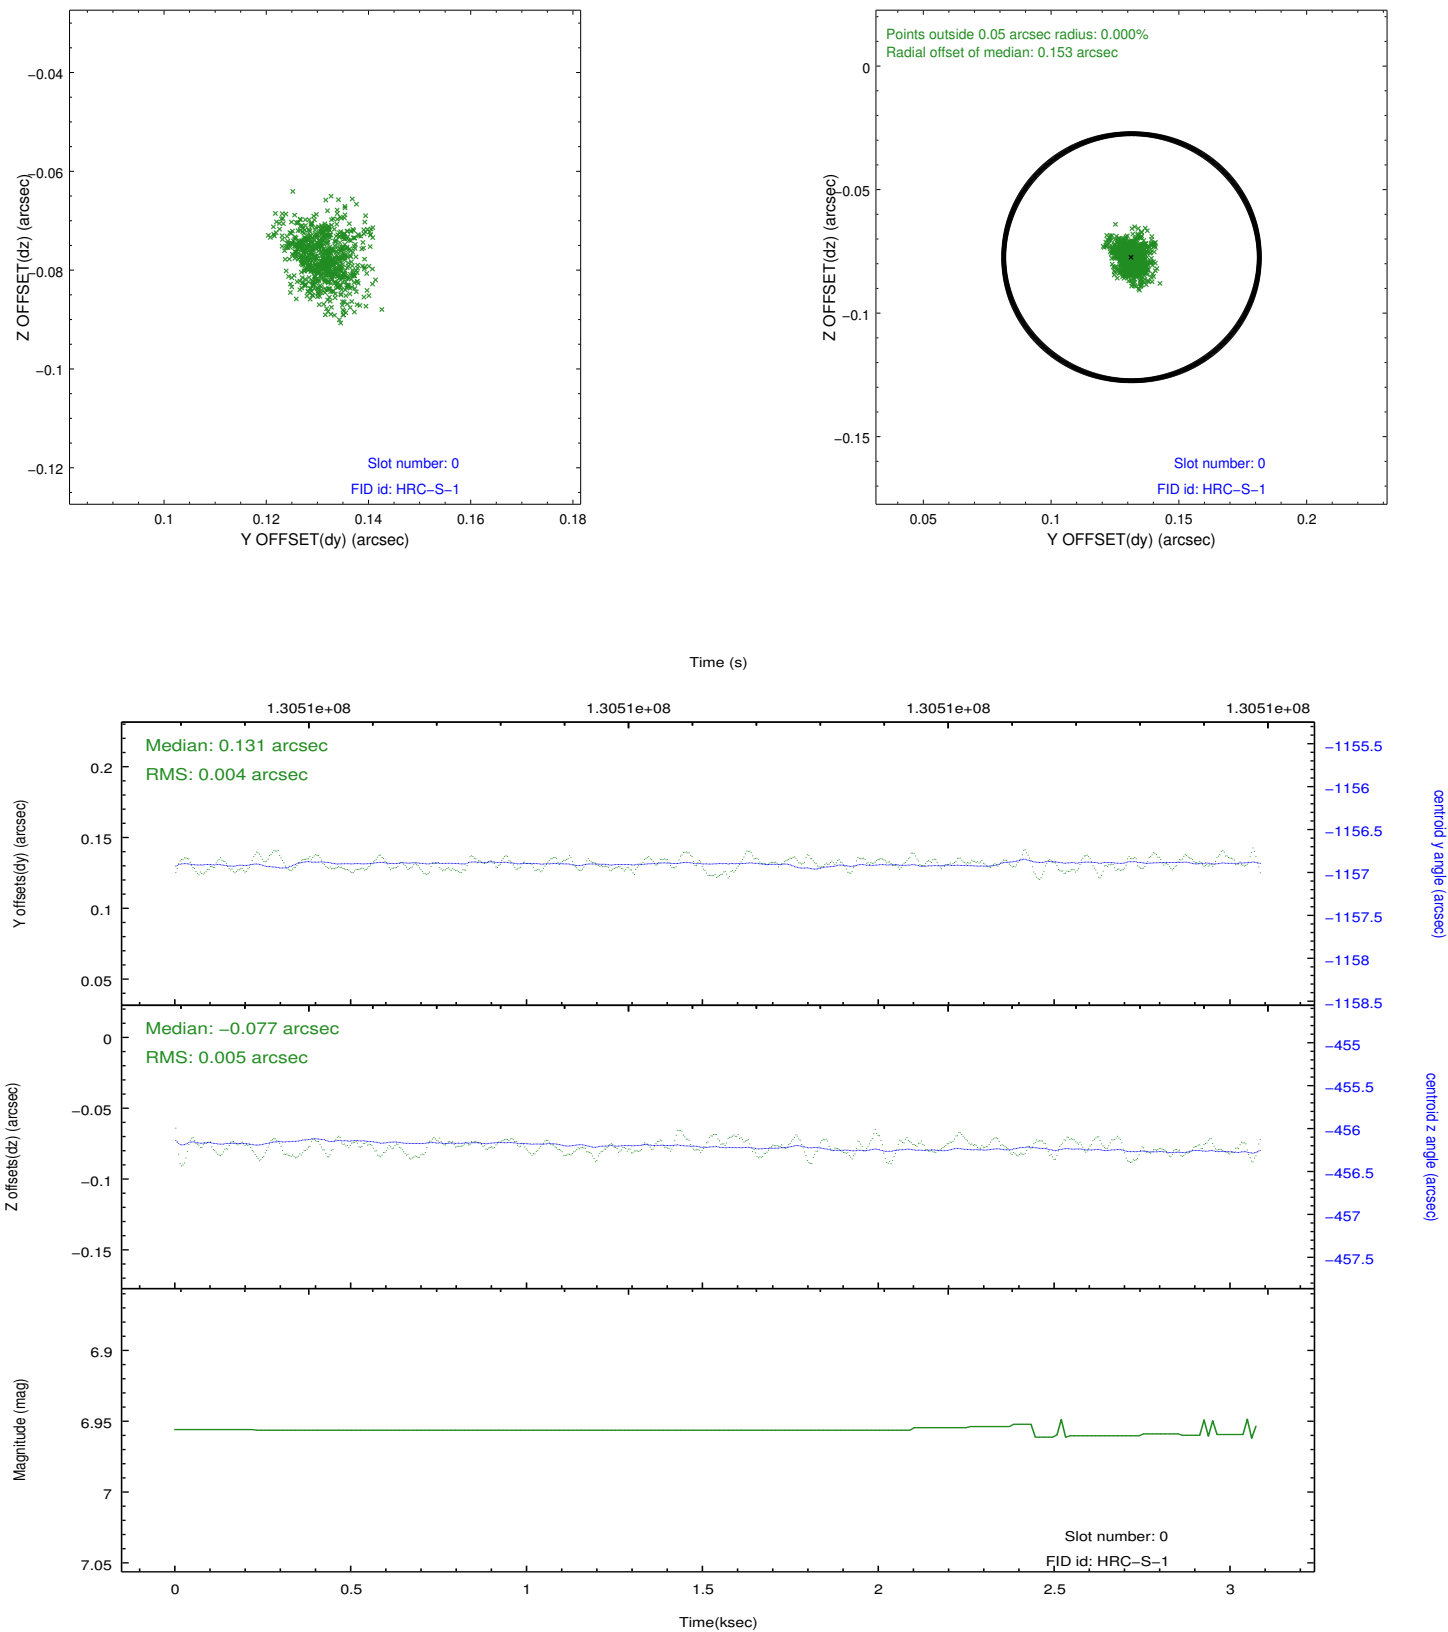 −0.04
−0.06
−0.08
−0.1
−0.12
Z OFFSET(dz) (arcsec)
Slot number: 0
FID id: HRC−S−1
0.1 0.12 0.14 0.16 0.18
Y OFFSET(dy) (arcsec)
Points outside 0.05 arcsec radius: 0.000%
Radial offset of median: 0.153 arcsec
0
−0.05
−0.1
−0.15
Z OFFSET(dz) (arcsec)
Slot number: 0
FID id: HRC−S−1
0.05 0.1 0.15 0.2
Y OFFSET(dy) (arcsec)
Time (s)
1.3051e+08 1.3051e+08 1.3051e+08 1.3051e+08
Median: 0.131 arcsec
RMS: 0.004 arcsec
0.2
0.15
0.1
0.05
Y offsets(dy) (arcsec)
−1155.5
−1156
−1156.5
−1157
−1157.5
−1158
−1158.5
centroid y angle (arcsec)
Median: −0.077 arcsec
RMS: 0.005 arcsec
0
−0.05
−0.1
−0.15
Z offsets(dz) (arcsec)
−455
−455.5
−456
−456.5
−457
−457.5
centroid z angle (arcsec)
6.9
6.95
7
7.05
Magnitude (mag)
Slot number: 0
FID id: HRC−S−1
0 0.5 1 1.5 2 2.5 3
Time(ksec)